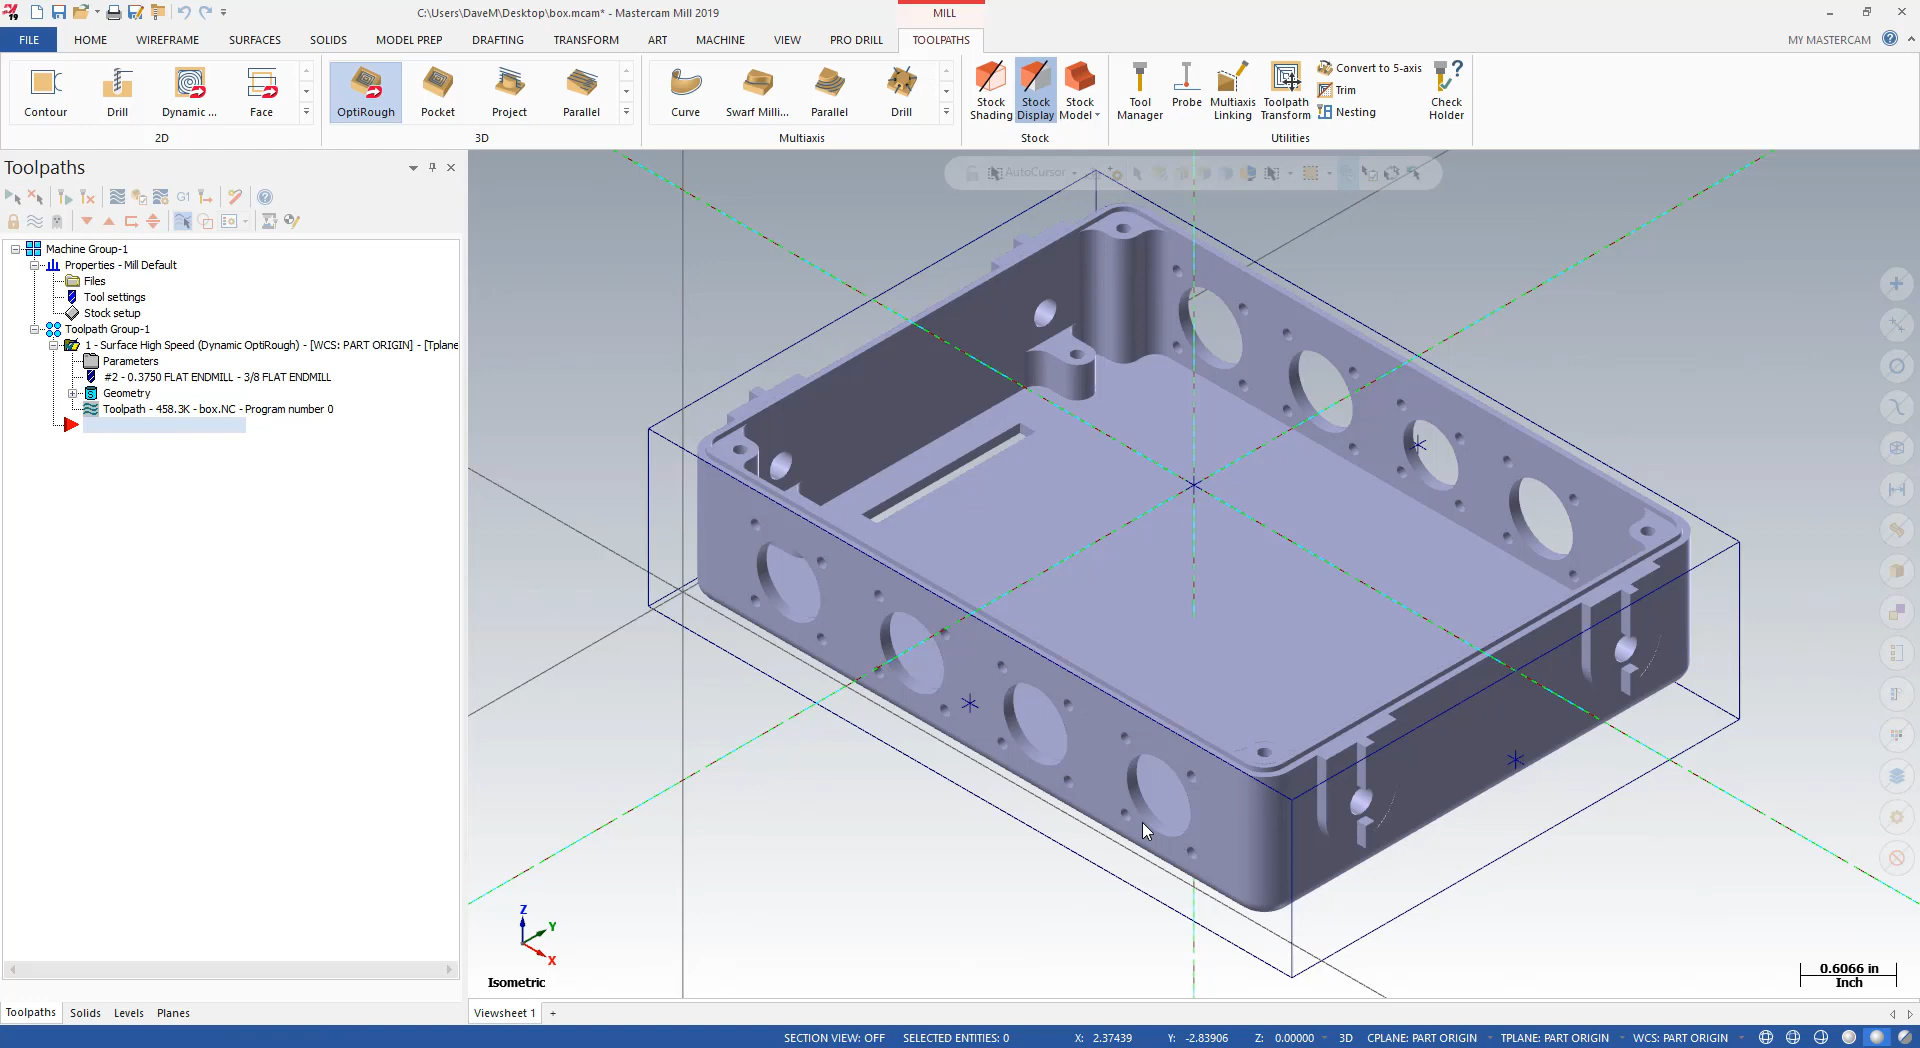 C:\Users\DaveM\Desktop\box.mcam* - Mastercam Mill 2019
MILL
FILE HOME WIREFRAME SURFACES SOLIDS MODEL PREP DRAFTING TRANSFORM ART MACHINE VIEW PRO DRILL TOOLPATHS
MY MASTERCAM
Contour Drill Dynamic ... Face
2D
OptiRough Pocket Project Parallel
3D
Curve Swarf Milli... Parallel Drill
Multiaxis
Stock Shading
Stock Display
Stock Model
Stock
Tool Manager
Probe
Multiaxis Linking
Toolpath Transform
Convert to 5-axis
Trim
Nesting
Check Holder
Utilities
Toolpaths
G1
AutoCursor
Machine Group-1
Properties - Mill Default
Files
Tool settings
Stock setup
Toolpath Group-1
1 - Surface High Speed (Dynamic OptiRough) - [WCS: PART ORIGIN] - [Tplane
Parameters
#2 - 0.3750 FLAT ENDMILL - 3/8 FLAT ENDMILL
Geometry
Toolpath - 458.3K - box.NC - Program number 0
Z
Y
X
Isometric
0.6066 in
Inch
Toolpaths Solids Levels Planes
Viewsheet 1 +
SECTION VIEW: OFF SELECTED ENTITIES: 0 X: 2.37439 Y: -2.83906 Z: 0.00000 3D CPLANE: PART ORIGIN TPLANE: PART ORIGIN WCS: PART ORIGIN